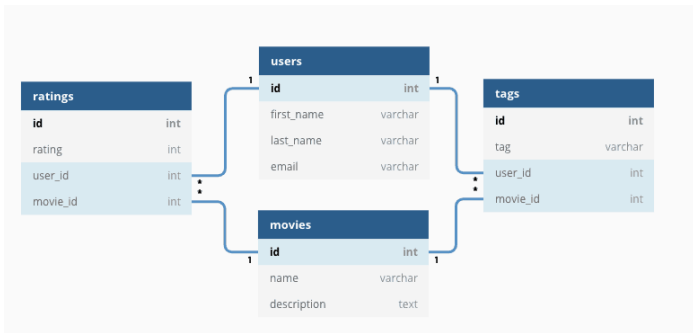 users
id int
first_name varchar
last_name varchar
email varchar
ratings
id int
rating int
user_id int
movie_id int
tags
id int
tag varchar
user_id int
movie_id int
movies
id int
name varchar
description text
1
1
*
*
*
*
1
1